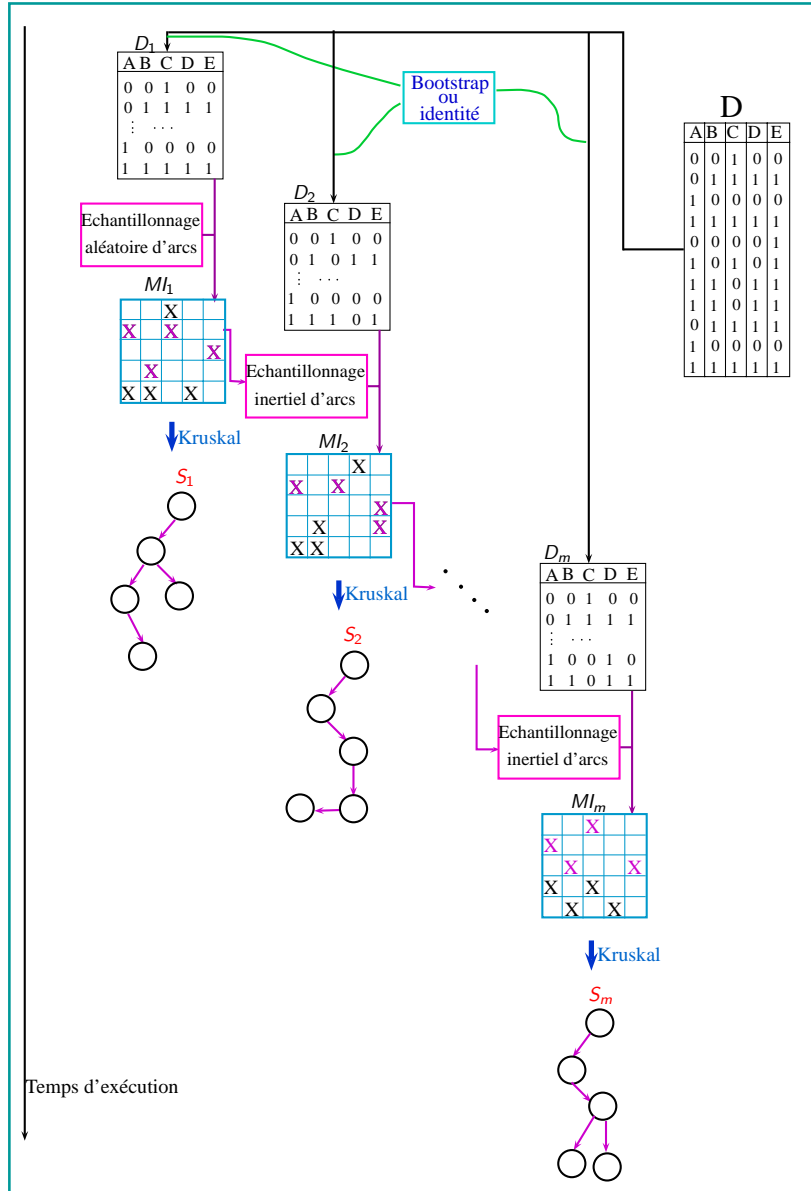 D1
A B C D E
0 0 1 0 0
0 1 1 1 1
⋮ ...
1 0 0 0 0
1 1 1 1 1
Bootstrap
ou
identité
D
A B C D E
0 0 1 0 0
0 1 1 1 1
1 0 1 0 0
1 0 0 0 0
0 0 0 0 1
1 1 0 1 1
1 1 0 1 1
1 1 1 1 1
0 1 0 1 1
1 0 1 0 0
1 1 1 1 1
Echantillonnage
aléatoire d'arcs
D2
A B C D E
0 0 1 0 0
0 1 0 1 1
⋮ ...
1 0 0 0 0
1 1 1 0 1
MI1
X
X X
X
X
X X X
Echantillonnage
inertiel d'arcs
Kruskal
MI2
X
X X
X
X X
X X
S1
Kruskal
S2
Dm
A B C D E
0 0 1 0 0
0 1 1 1 1
⋮ ...
1 0 0 1 0
1 1 0 1 1
Echantillonnage
inertiel d'arcs
MIm
X
X
X X
X X
X X
Kruskal
Sm
Temps d'exécution